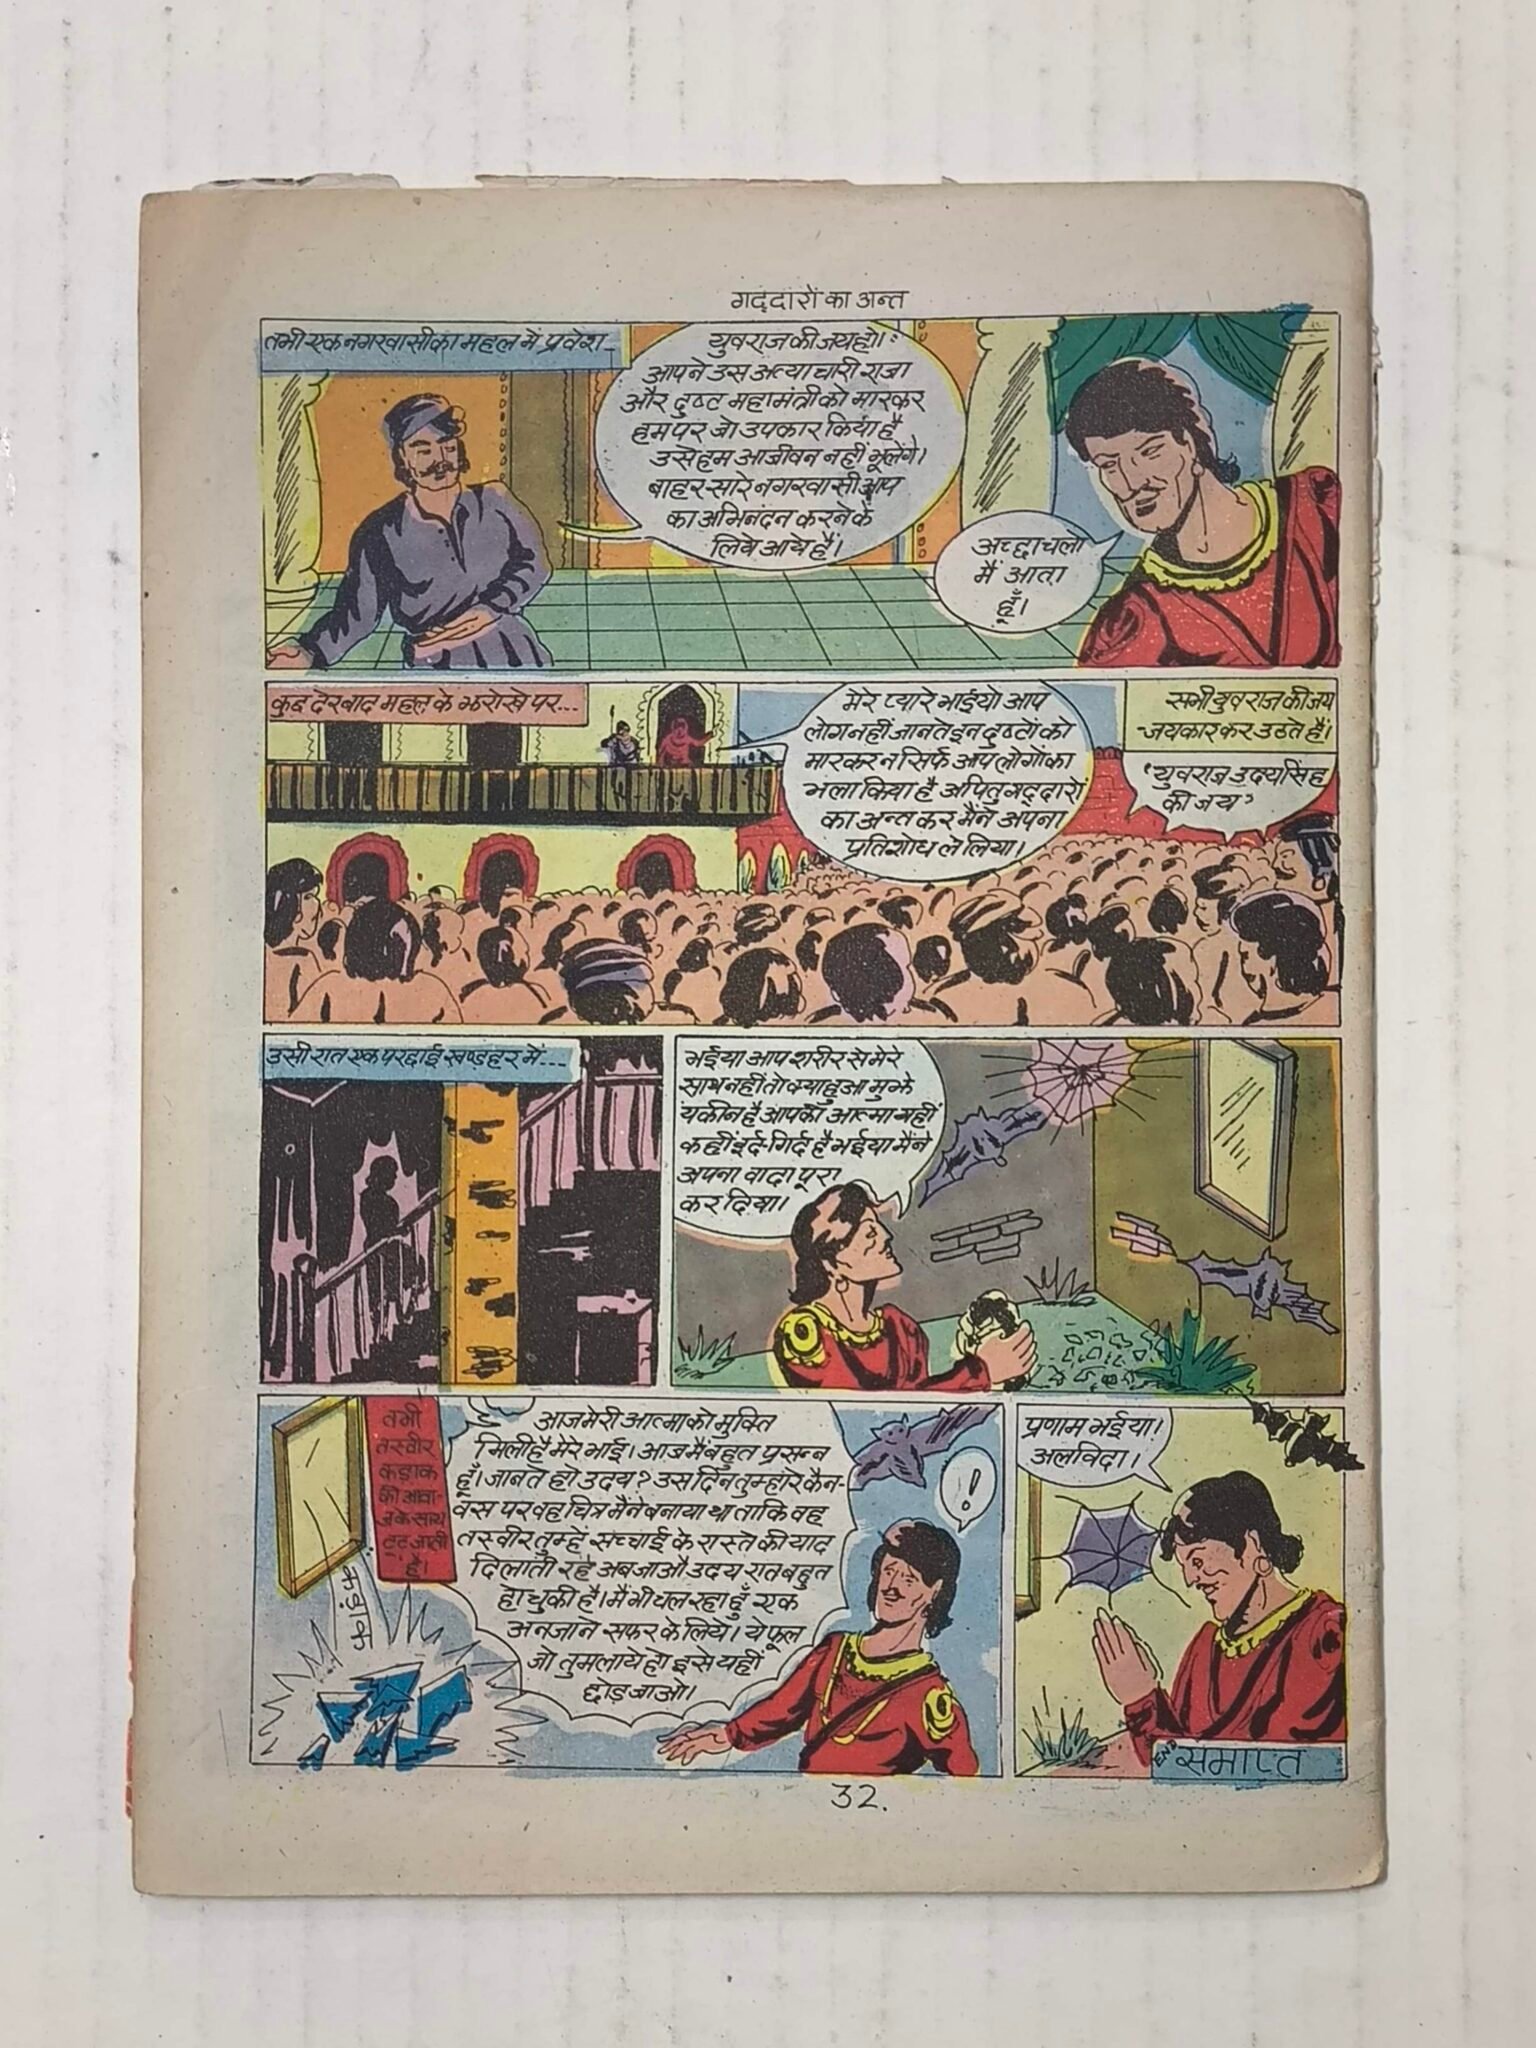 गद्दारों का अन्त
तभी एक नगरवासी का महल में प्रवेश_
युवराज की जय हो।
आपने उस अत्याचारी राजा
और दुष्ट महामंत्री को मारकर
हम पर जो उपकार किया है
उसे हम आजीवन नहीं भूलेंगे।
बाहर सारे नगरवासी आप
का अभिनंदन करने के
लिये आये हैं।
अच्छा चलो
मैं आता
हूँ।
कुछ देर बाद महल के झरोखे पर...
मेरे प्यारे भाईयों आप
लोग नहीं जानते इन दुष्टों को
मारकर न सिर्फ आप लोगों का
भला किया है अपितु गद्दारों
का अन्त कर मैंने अपना
प्रतिशोध ले लिया।
सभी युवराज की जय
-जयकार कर उठते हैं।
'युवराज उदयसिंह
की जय'
उसी रात एक परछाई खण्डहर में...
भईया आप शरीर से मेरे
साथ नहीं तो क्या हुआ मुझे
यकीन है आपकी आत्मा यहीं
कहीं इर्द-गिर्द है भईया मैंने
अपना वादा पूरा
कर दिया।
तभी
तस्वीर
कड़ाक
की आवा-
ज के साथ
टूट जाती
है।
कड़ाक
आज मेरी आत्मा को मुक्ति
मिली है मेरे भाई। आज मैं बहुत प्रसन्न
हूँ। जानते हो उदय? उस दिन तुम्हारे कैन-
वस पर वह चित्र मैंने बनाया था ताकि वह
तस्वीर तुम्हें सच्चाई के रास्ते की याद
दिलाती रहे अब जाओ उदय रात बहुत
हो चुकी है। मैं भी चल रहा हूँ एक
अनजाने सफर के लिये। ये फूल
जो तुम लाये हो इसे यहीं
छोड़ जाओ।
!
प्रणाम भईया।
अलविदा।
END
समाप्त
32.